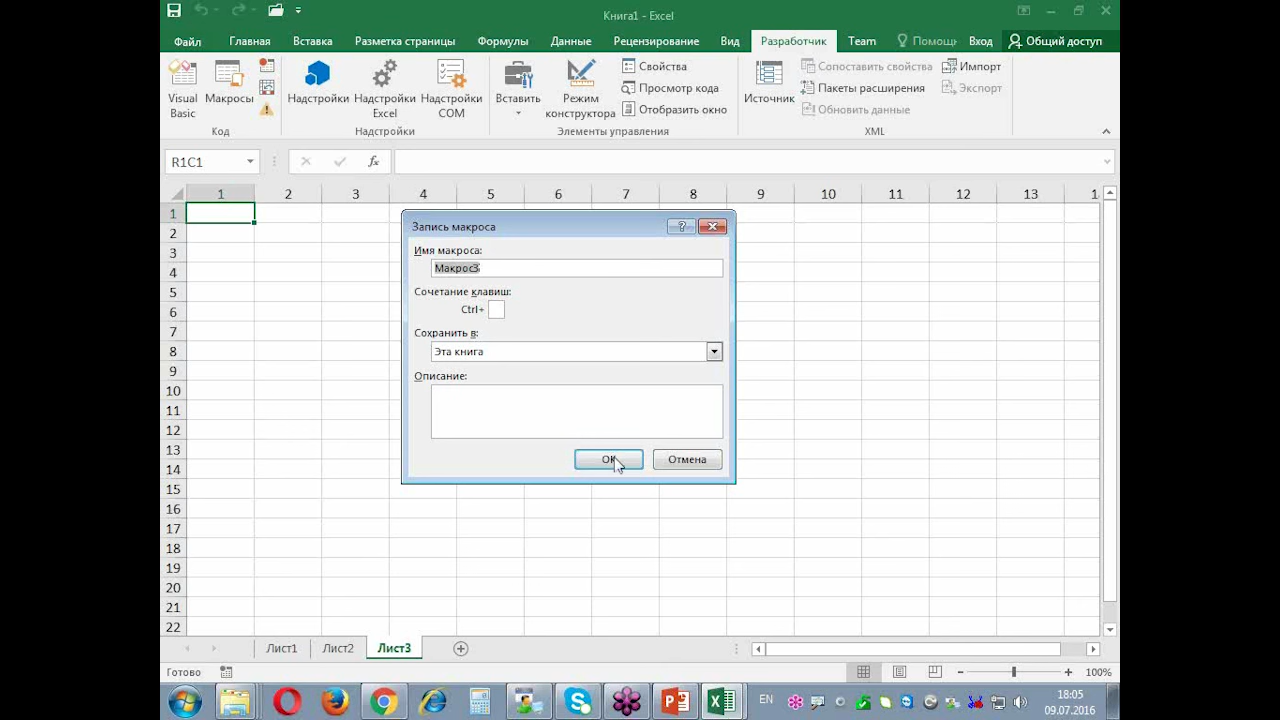 Книга1 - Excel
Файл Главная Вставка Разметка страницы Формулы Данные Рецензирование Вид Разработчик Team Помощь Вход Общий доступ
Visual Basic
Макросы
Код
Надстройки
Надстройки Excel
Надстройки COM
Надстройки
Вставить
Режим конструктора
Свойства
Просмотр кода
Отобразить окно
Элементы управления
Источник
Сопоставить свойства
Пакеты расширения
Обновить данные
Импорт
Экспорт
XML
R1C1
fx
1 2 3 4 5 6 7 8 9 10 11 12 13
1
2
3
4
5
6
7
8
9
10
11
12
13
14
15
16
17
18
19
20
21
22
Запись макроса
?
Имя макроса:
Макрос3
Сочетание клавиш:
Ctrl+
Сохранить в:
Эта книга
Описание:
OK Отмена
Лист1 Лист2 Лист3
Готово
100%
EN
18:05
09.07.2016